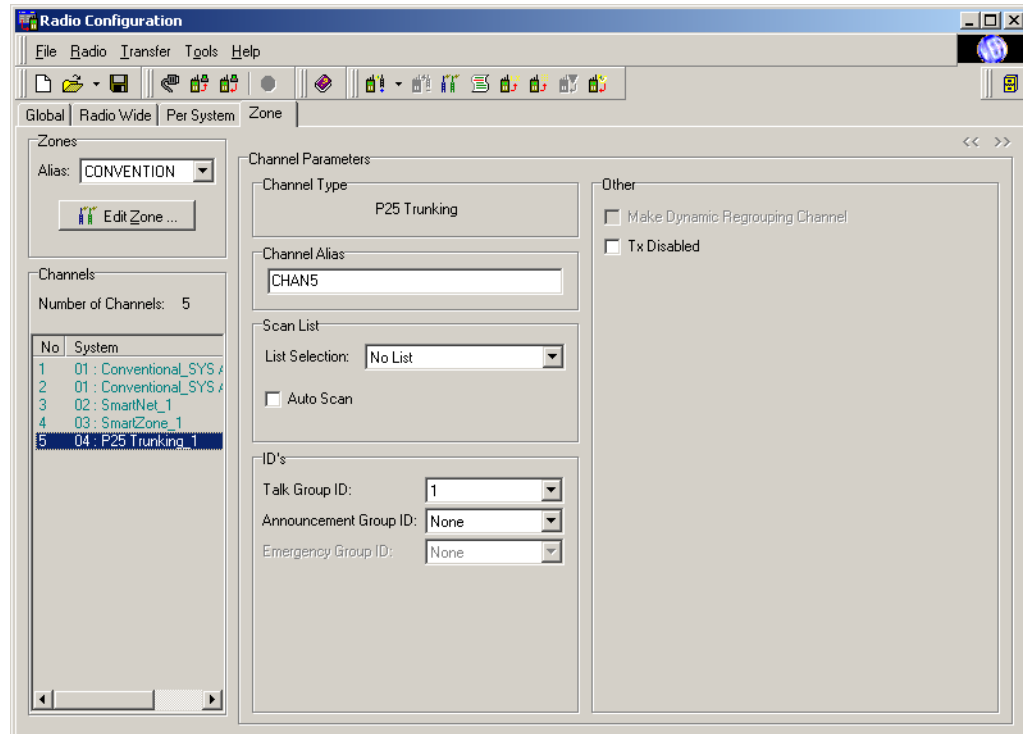 Radio Configuration
File Radio Transfer Tools Help
Global Radio Wide Per System Zone
<< >>
Zones
Alias: CONVENTION
Edit Zone ...
Channels
Number of Channels: 5
No System
1 01 : Conventional_SYS A
2 01 : Conventional_SYS A
3 02 : SmartNet_1
4 03 : SmartZone_1
5 04 : P25 Trunking_1
Channel Parameters
Channel Type
P25 Trunking
Channel Alias
CHAN5
Scan List
List Selection: No List
Auto Scan
ID's
Talk Group ID: 1
Announcement Group ID: None
Emergency Group ID: None
Other
Make Dynamic Regrouping Channel
Tx Disabled